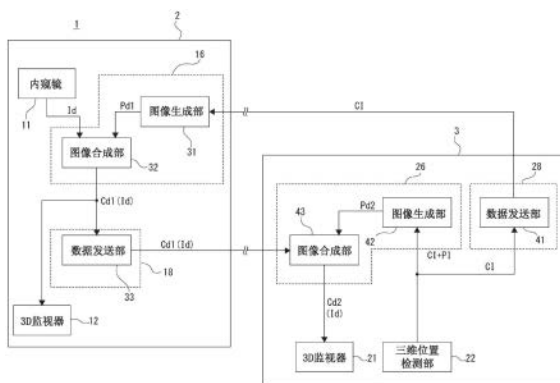 1
2
16
内窥镜
11
Id
Pd1
图像生成部
31
CI
图像合成部
32
3
26
28
Cd1(Id)
43
Pd2
图像生成部
42
数据发送部
41
数据发送部
33
18
Cd1(Id)
图像合成部
CI+PI
CI
Cd2
(Id)
3D监视器
12
3D监视器
21
三维位置
检测部
22